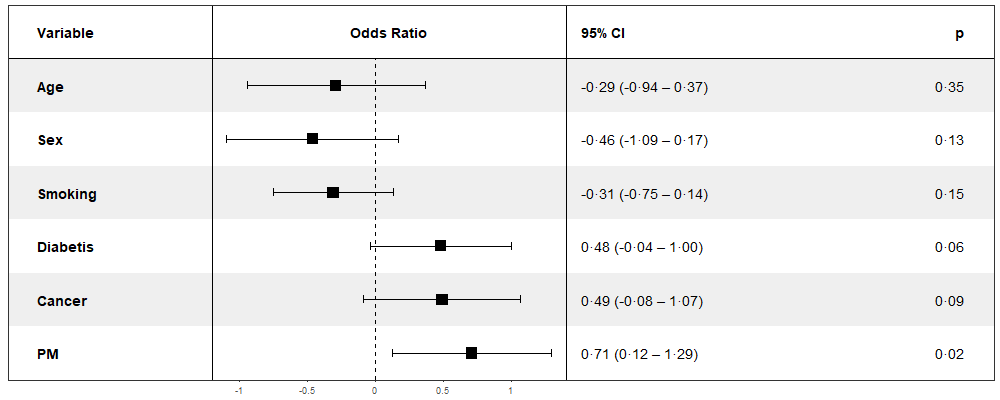 Variable Odds Ratio 95% CI p
Age -0·29 (-0·94 – 0·37) 0·35
Sex -0·46 (-1·09 – 0·17) 0·13
Smoking -0·31 (-0·75 – 0·14) 0·15
Diabetis 0·48 (-0·04 – 1·00) 0·06
Cancer 0·49 (-0·08 – 1·07) 0·09
PM 0·71 (0·12 – 1·29) 0·02
-1 -0.5 0 0.5 1